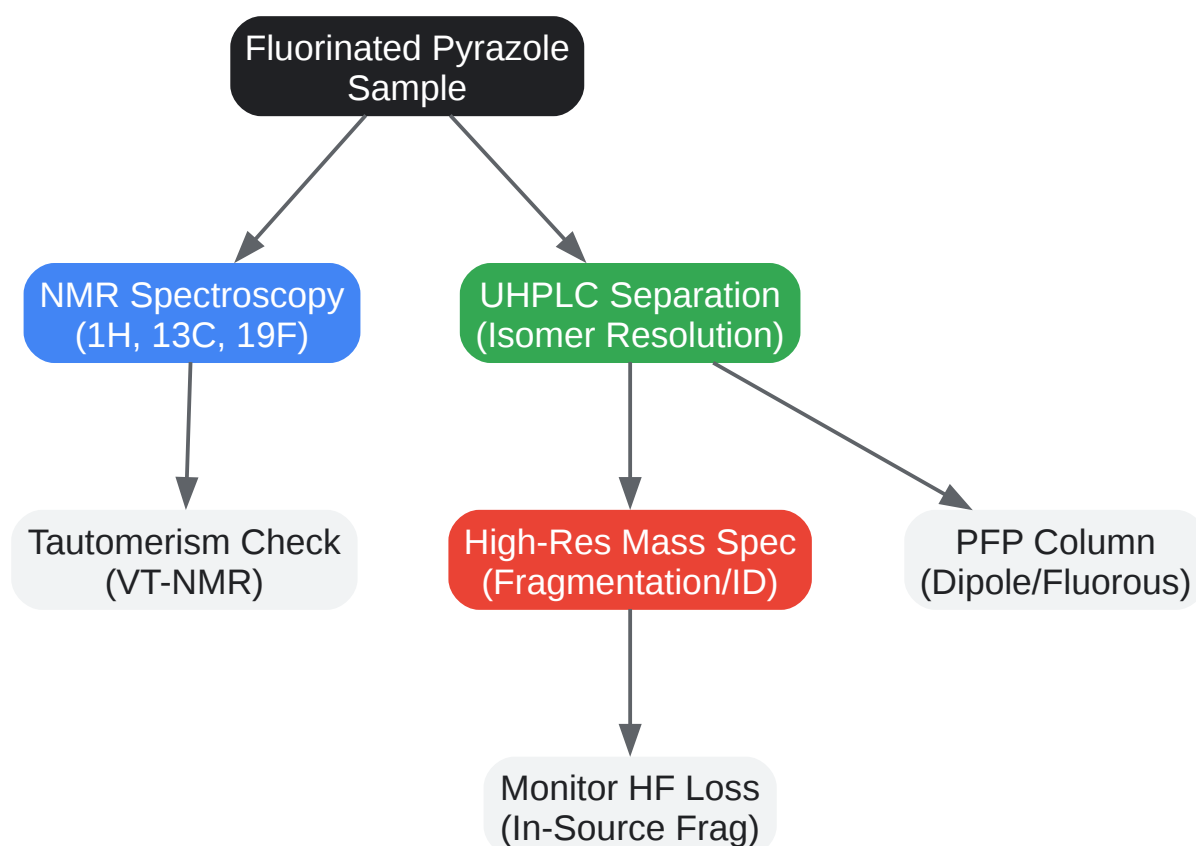 Fluorinated Pyrazole
Sample
NMR Spectroscopy
(1H, 13C, 19F)
UHPLC Separation
(Isomer Resolution)
Tautomerism Check
(VT-NMR)
High-Res Mass Spec
(Fragmentation/ID)
PFP Column
(Dipole/Fluorous)
Monitor HF Loss
(In-Source Frag)